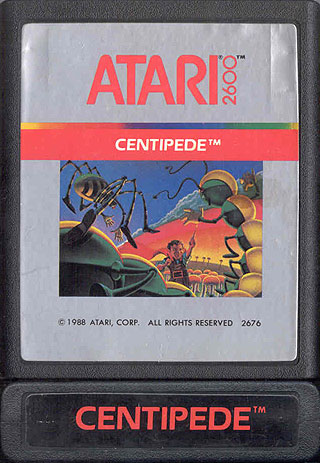 ATARI® 2600™
CENTIPEDE™
© 1988 ATARI, CORP. ALL RIGHTS RESERVED 2676
CENTIPEDE™